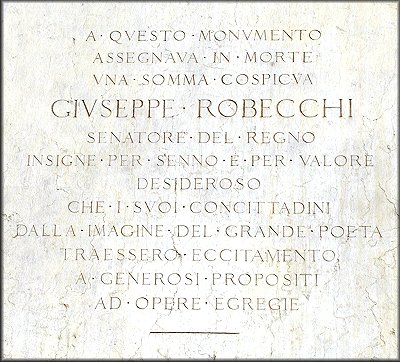 A·QVESTO·MONVMENTO
ASSEGNAVA·IN·MORTE
VNA·SOMMA·COSPICVA
GIVSEPPE·ROBECCHI
SENATORE·DEL·REGNO
INSIGNE·PER·SENNO·E·PER·VALORE
DESIDEROSO
CHE·I·SVOI·CONCITTADINI
DALLA·IMAGINE·DEL·GRANDE·POETA
TRAESSERO·ECCITAMENTO
A·GENEROSI·PROPOSITI
AD·OPERE·EGREGIE